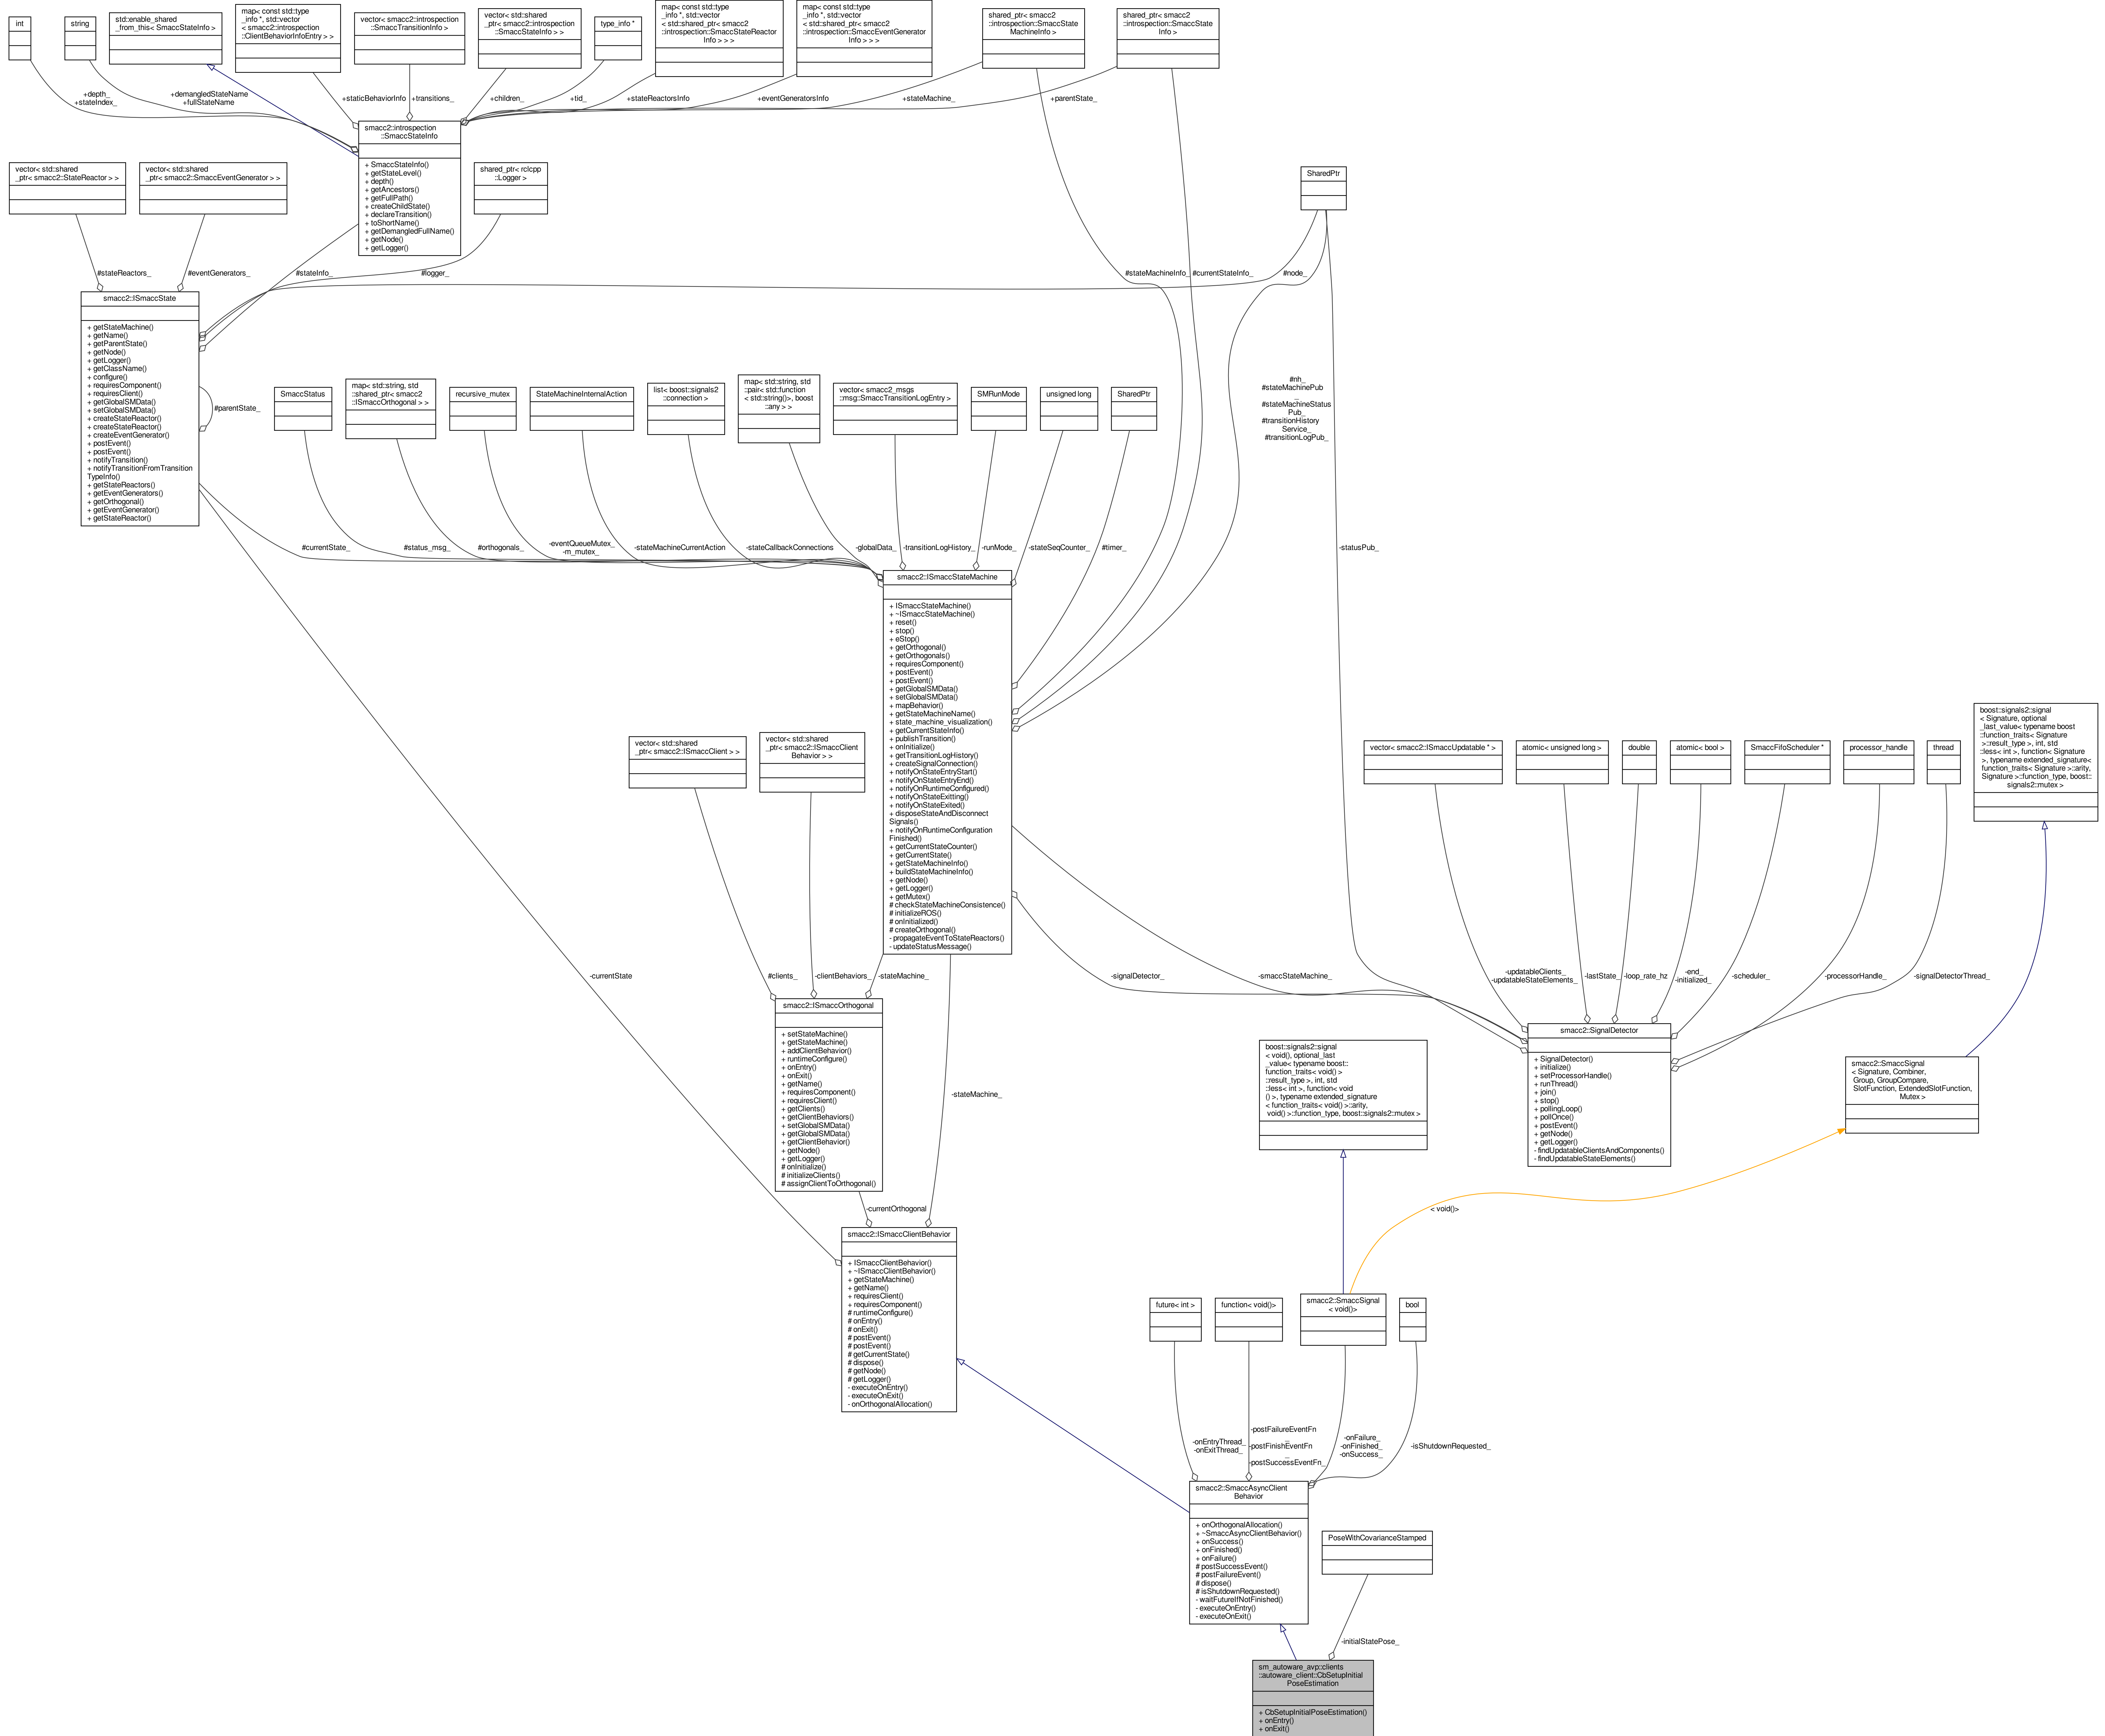 int
string
std::enable_shared
_from_this< SmaccStateInfo >
map< const std::type
_info *, std::vector
< smacc2::introspection
::ClientBehaviorInfoEntry > >
vector< smacc2::introspection
::SmaccTransitionInfo >
vector< std::shared
_ptr< smacc2::introspection
::SmaccStateInfo > >
type_info *
map< const std::type
_info *, std::vector
< std::shared_ptr< smacc2
::introspection::SmaccStateReactor
Info > > >
map< const std::type
_info *, std::vector
< std::shared_ptr< smacc2
::introspection::SmaccEventGenerator
Info > > >
shared_ptr< smacc2
::introspection::SmaccState
MachineInfo >
shared_ptr< smacc2
::introspection::SmaccState
Info >
+depth_
+stateIndex_
+demangledStateName
+fullStateName
+staticBehaviorInfo
+transitions_
+children_
+tid_
+stateReactorsInfo
+eventGeneratorsInfo
+stateMachine_
+parentState_
smacc2::introspection
::SmaccStateInfo
+ SmaccStateInfo()
+ getStateLevel()
+ depth()
+ getAncestors()
+ getFullPath()
+ createChildState()
+ declareTransition()
+ toShortName()
+ getDemangledFullName()
+ getNode()
+ getLogger()
vector< std::shared
_ptr< smacc2::StateReactor > >
vector< std::shared
_ptr< smacc2::SmaccEventGenerator > >
shared_ptr< rclcpp
::Logger >
SharedPtr
#stateReactors_
#eventGenerators_
#stateInfo_
#logger_
#stateMachineInfo_
#currentStateInfo_
#node_
smacc2::ISmaccState
+ getStateMachine()
+ getName()
+ getParentState()
+ getNode()
+ getLogger()
+ getClassName()
+ configure()
+ requiresComponent()
+ requiresClient()
+ getGlobalSMData()
+ setGlobalSMData()
+ createStateReactor()
+ createStateReactor()
+ createEventGenerator()
+ postEvent()
+ postEvent()
+ notifyTransition()
+ notifyTransitionFromTransition
TypeInfo()
+ getStateReactors()
+ getEventGenerators()
+ getOrthogonal()
+ getEventGenerator()
+ getStateReactor()
#parentState_
SmaccStatus
map< std::string, std
::shared_ptr< smacc2
::ISmaccOrthogonal > >
recursive_mutex
StateMachineInternalAction
list< boost::signals2
::connection >
map< std::string, std
::pair< std::function
< std::string()>, boost
::any > >
vector< smacc2_msgs
::msg::SmaccTransitionLogEntry >
SMRunMode
unsigned long
SharedPtr
#nh_
#stateMachinePub
_
#stateMachineStatus
Pub_
#transitionHistory
Service_
#transitionLogPub_
#currentState_
#status_msg_
#orthogonals_
-eventQueueMutex_
-m_mutex_
-stateMachineCurrentAction
-stateCallbackConnections
-globalData_
-transitionLogHistory_
-runMode_
-stateSeqCounter_
#timer_
-statusPub_
smacc2::ISmaccStateMachine
+ ISmaccStateMachine()
+ ~ISmaccStateMachine()
+ reset()
+ stop()
+ eStop()
+ getOrthogonal()
+ getOrthogonals()
+ requiresComponent()
+ postEvent()
+ postEvent()
+ getGlobalSMData()
+ setGlobalSMData()
+ mapBehavior()
+ getStateMachineName()
+ state_machine_visualization()
+ getCurrentStateInfo()
+ publishTransition()
+ onInitialize()
+ getTransitionLogHistory()
+ createSignalConnection()
+ notifyOnStateEntryStart()
+ notifyOnStateEntryEnd()
+ notifyOnRuntimeConfigured()
+ notifyOnStateExitting()
+ notifyOnStateExited()
+ disposeStateAndDisconnect
Signals()
+ notifyOnRuntimeConfiguration
Finished()
+ getCurrentStateCounter()
+ getCurrentState()
+ getStateMachineInfo()
+ buildStateMachineInfo()
+ getNode()
+ getLogger()
+ getMutex()
# checkStateMachineConsistence()
# initializeROS()
# onInitialized()
# createOrthogonal()
- propagateEventToStateReactors()
- updateStatusMessage()
vector< std::shared
_ptr< smacc2::ISmaccClient > >
vector< std::shared
_ptr< smacc2::ISmaccClient
Behavior > >
vector< smacc2::ISmaccUpdatable * >
atomic< unsigned long >
double
atomic< bool >
SmaccFifoScheduler *
processor_handle
thread
boost::signals2::signal
< Signature, optional
_last_value< typename boost
::function_traits< Signature
>::result_type >, int, std
::less< int >, function< Signature
>, typename extended_signature<
function_traits< Signature >::arity,
Signature >::function_type, boost::
signals2::mutex >
-currentState
#clients_
-clientBehaviors_
-stateMachine_
-signalDetector_
-smaccStateMachine_
-updatableClients_
-updatableStateElements_
-lastState_
-loop_rate_hz
-end_
-initialized_
-scheduler_
-processorHandle_
-signalDetectorThread_
smacc2::ISmaccOrthogonal
+ setStateMachine()
+ getStateMachine()
+ addClientBehavior()
+ runtimeConfigure()
+ onEntry()
+ onExit()
+ getName()
+ requiresComponent()
+ requiresClient()
+ getClients()
+ getClientBehaviors()
+ setGlobalSMData()
+ getGlobalSMData()
+ getClientBehavior()
+ getNode()
+ getLogger()
# onInitialize()
# initializeClients()
# assignClientToOrthogonal()
-stateMachine_
boost::signals2::signal
< void(), optional_last
_value< typename boost::
function_traits< void() >
::result_type >, int, std
::less< int >, function< void
() >, typename extended_signature
< function_traits< void() >::arity,
void() >::function_type, boost::signals2::mutex >
smacc2::SignalDetector
+ SignalDetector()
+ initialize()
+ setProcessorHandle()
+ runThread()
+ join()
+ stop()
+ pollingLoop()
+ pollOnce()
+ postEvent()
+ getNode()
+ getLogger()
- findUpdatableClientsAndComponents()
- findUpdatableStateElements()
smacc2::SmaccSignal
< Signature, Combiner,
Group, GroupCompare,
SlotFunction, ExtendedSlotFunction,
Mutex >
-currentOrthogonal
< void()>
smacc2::ISmaccClientBehavior
+ ISmaccClientBehavior()
+ ~ISmaccClientBehavior()
+ getStateMachine()
+ getName()
+ requiresClient()
+ requiresComponent()
# runtimeConfigure()
# onEntry()
# onExit()
# postEvent()
# postEvent()
# getCurrentState()
# dispose()
# getNode()
# getLogger()
- executeOnEntry()
- executeOnExit()
- onOrthogonalAllocation()
future< int >
function< void()>
smacc2::SmaccSignal
< void()>
bool
-onEntryThread_
-onExitThread_
-postFailureEventFn
_
-postFinishEventFn
_
-postSuccessEventFn_
-onFailure_
-onFinished_
-onSuccess_
-isShutdownRequested_
smacc2::SmaccAsyncClient
Behavior
+ onOrthogonalAllocation()
+ ~SmaccAsyncClientBehavior()
+ onSuccess()
+ onFinished()
+ onFailure()
# postSuccessEvent()
# postFailureEvent()
# dispose()
# isShutdownRequested()
- waitFutureIfNotFinished()
- executeOnEntry()
- executeOnExit()
PoseWithCovarianceStamped
-initialStatePose_
sm_autoware_avp::clients
::autoware_client::CbSetupInitial
PoseEstimation
+ CbSetupInitialPoseEstimation()
+ onEntry()
+ onExit()